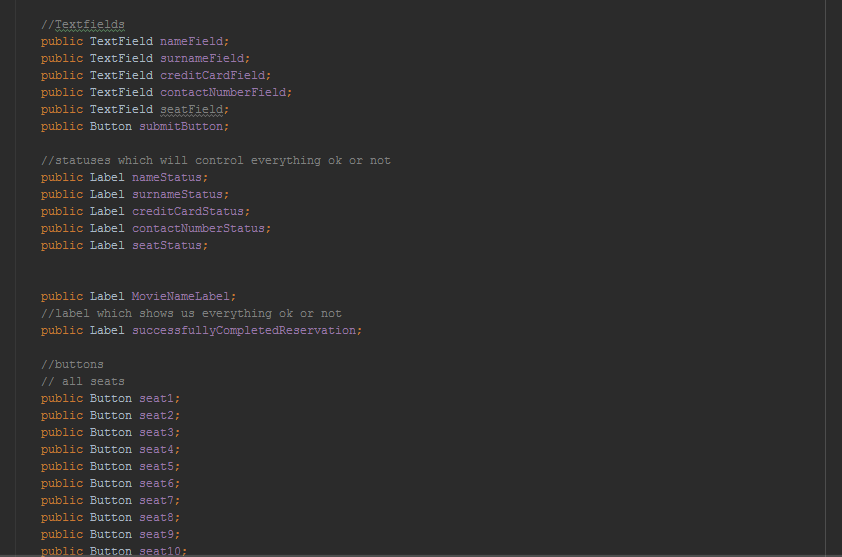 //Textfields
public TextField nameField;
public TextField surnameField;
public TextField creditCardField;
public TextField contactNumberField;
public TextField seatField;
public Button submitButton;
//statuses which will control everything ok or not
public Label nameStatus;
public Label surnameStatus;
public Label creditCardStatus;
public Label contactNumberStatus;
public Label seatStatus;
public Label MovieNameLabel;
//label which shows us everything ok or not
public Label successfullyCompletedReservation;
//buttons
// all seats
public Button seat1;
public Button seat2;
public Button seat3;
public Button seat4;
public Button seat5;
public Button seat6;
public Button seat7;
public Button seat8;
public Button seat9;
public Button seat10;